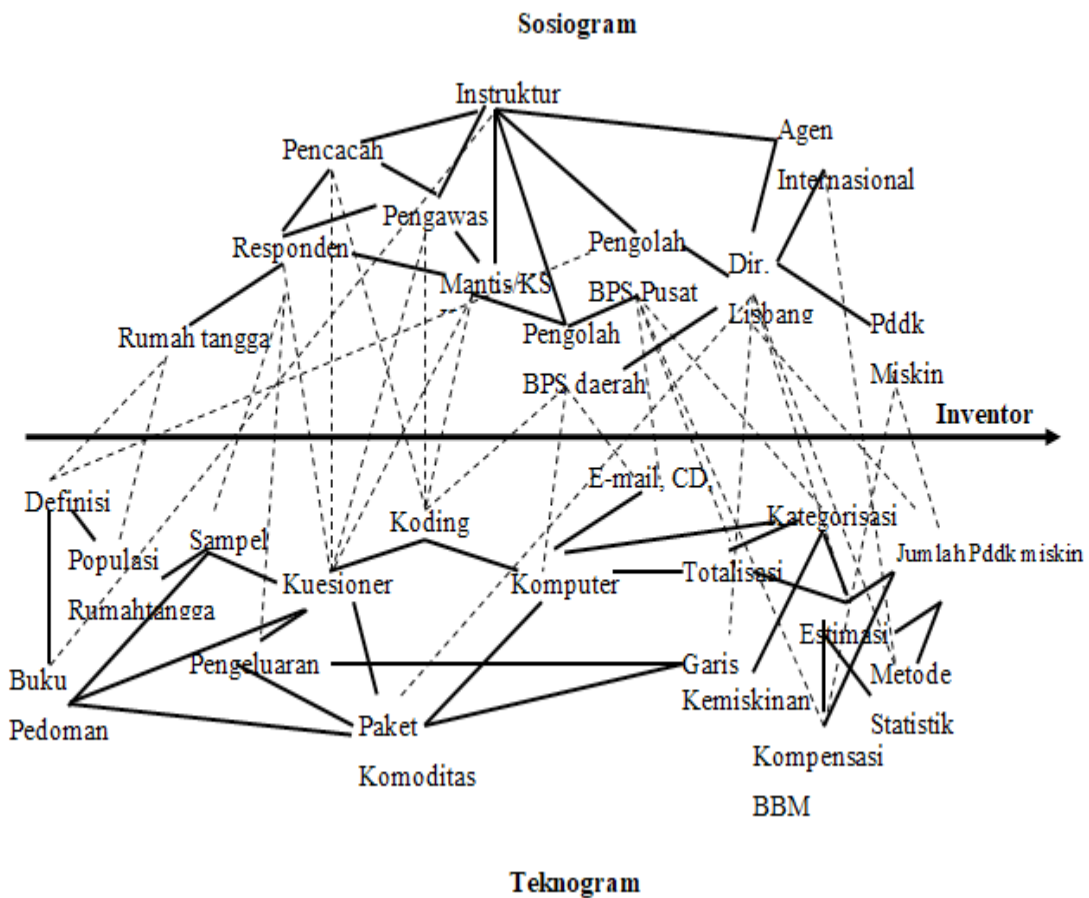 Sosiogram
Instruktur
Agen
Internasional
Pencacah
Pengawas
Responden
Pengolah
BPS Pusat
Dir.
Lisbang
Mantis/KS
Pengolah
BPS daerah
Rumah tangga
Pddk
Miskin
Inventor
Definisi
E-mail, CD,
Koding
Kategorisasi
Populasi
Sampel
Jumlah Pddk miskin
Kuesioner
Komputer
Totalisasi
Rumahtangga
Estimasi
Pengeluaran
Garis
Kemiskinan
Metode
Statistik
Buku
Pedoman
Paket
Komoditas
Kompensasi
BBM
Teknogram